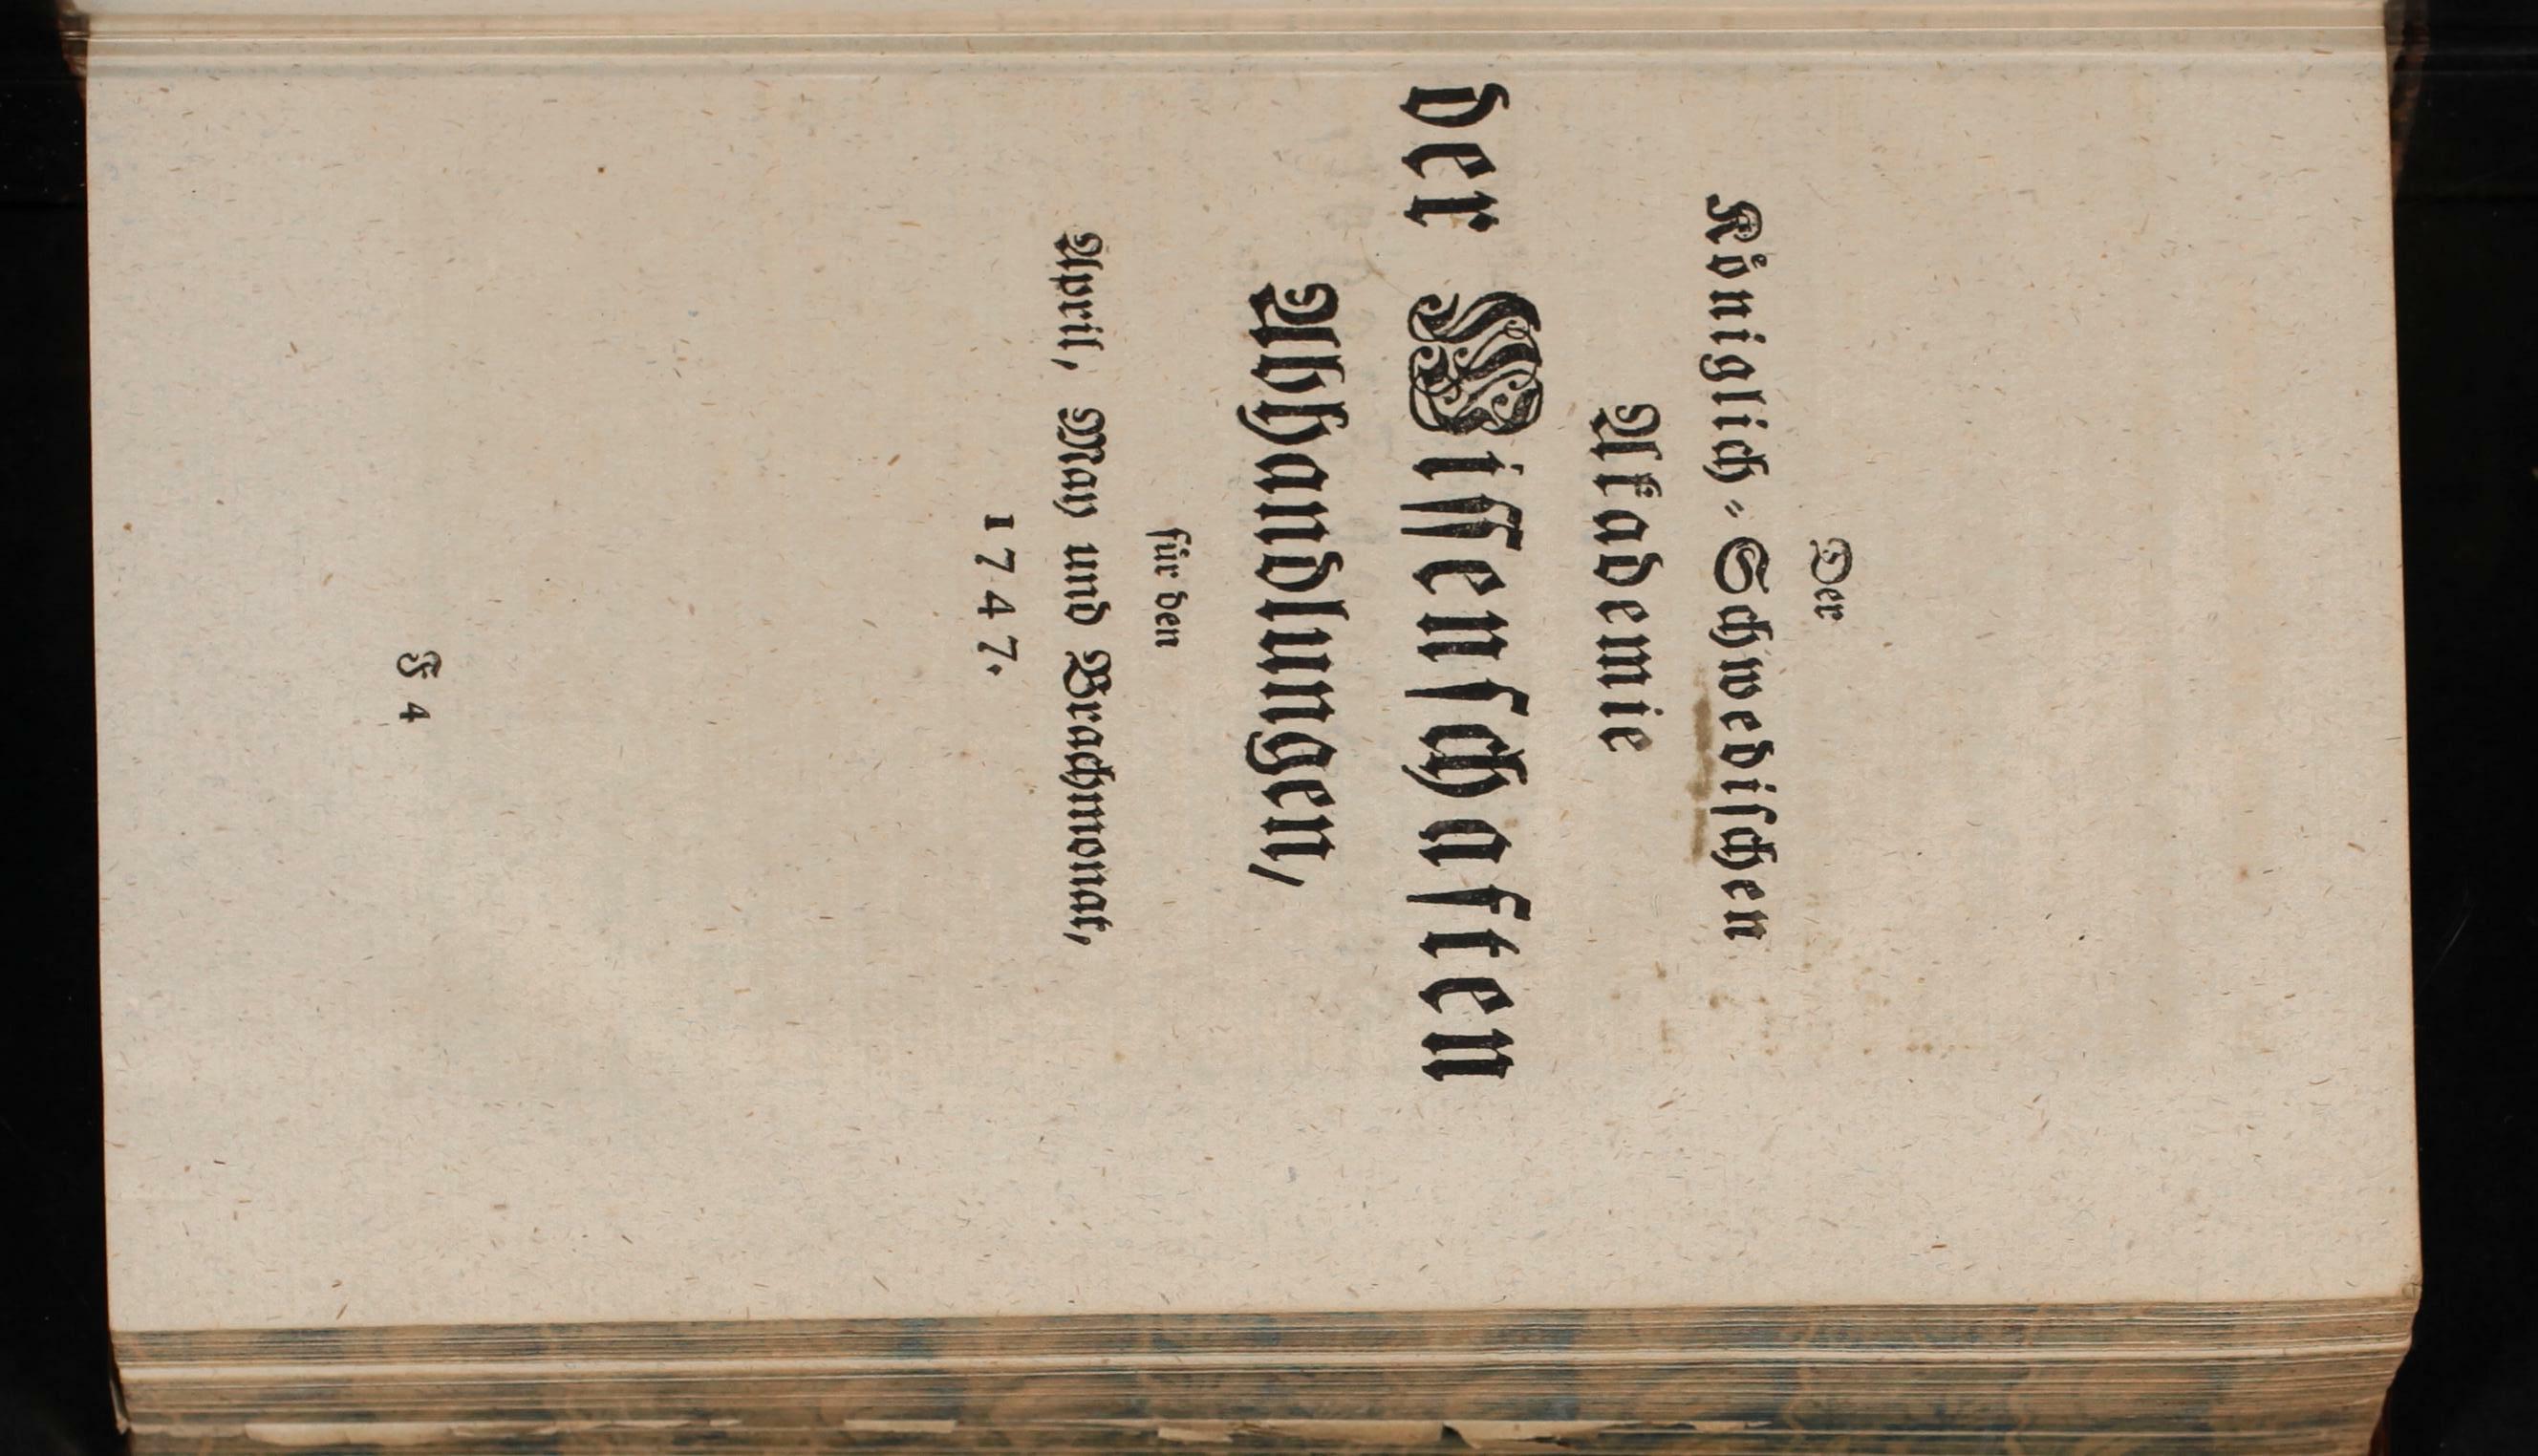 Der
Königlich-Schwedischen
Akademie
der Wissenschaften
Abhandlungen,
für den
April, May und Brachmonat,
1747.
F 4